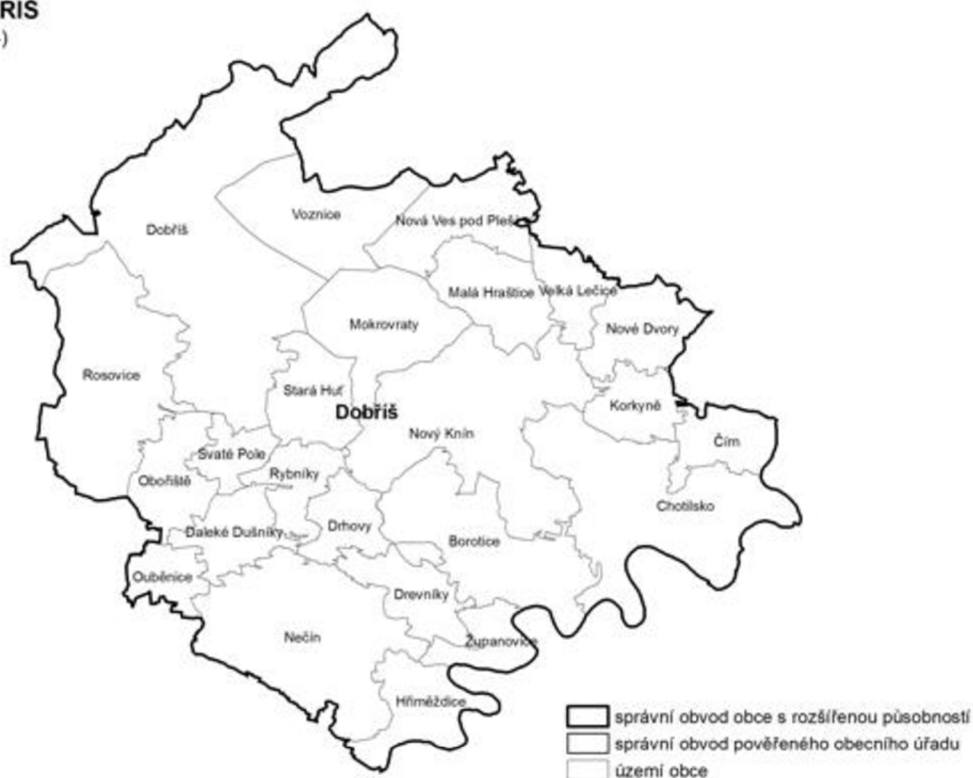 RIS
)
Dobříš
Voznice
Nová Ves pod Pleší
Malá Hraštice
Velká Lečice
Mokrovraty
Nové Dvory
Rosovice
Stará Huť
Dobříš
Korkyně
Nový Knín
Čím
Svaté Pole
Rybníky
Obořiště
Chotilsko
Daleké Dušníky
Drhovy
Borotice
Ouběnice
Drevníky
Nečín
Županovice
Hřiměždice
správní obvod obce s rozšířenou působností
správní obvod pověřeného obecního úřadu
území obce